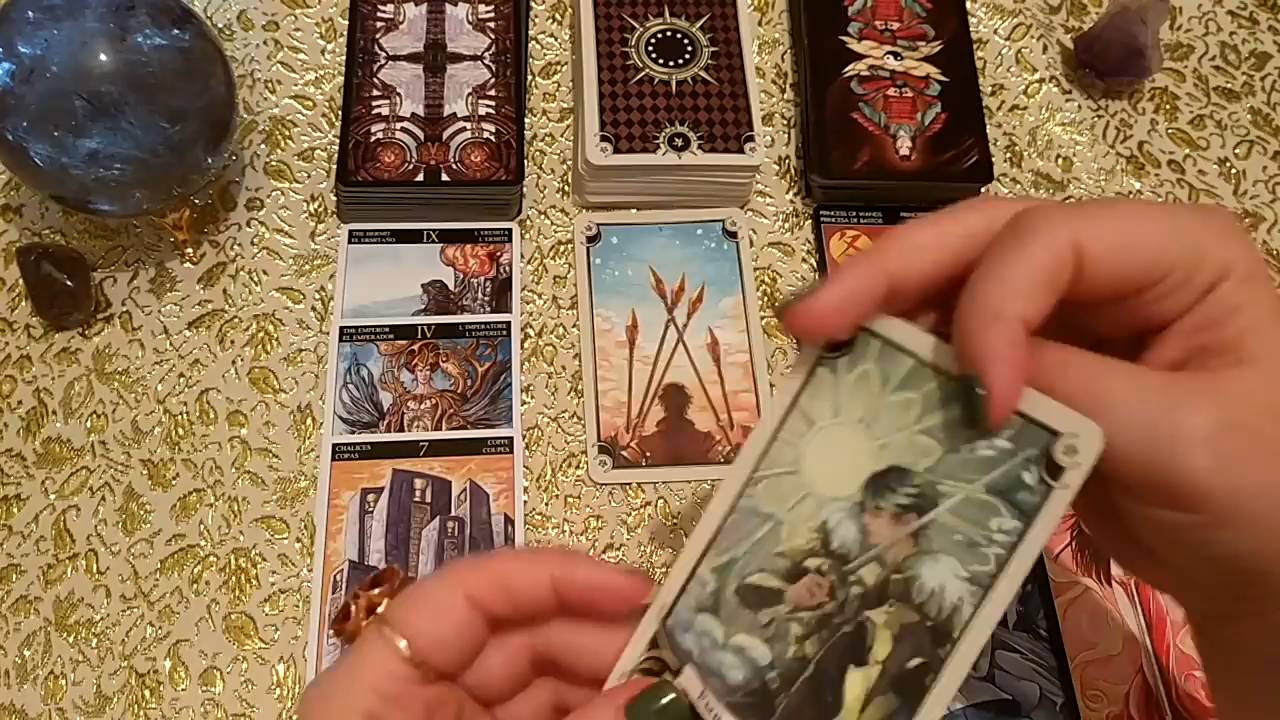 THE HERMIT
EL ERMITAÑO
IX
L'EREMITA
L'ERMITE
THE EMPEROR
EL EMPERADOR
IV
L'IMPERATORE
L'EMPEREUR
CHALICES
COPAS
7
COPPE
COUPES
PRINCESS OF WANDS
PRINCESA DE BASTOS